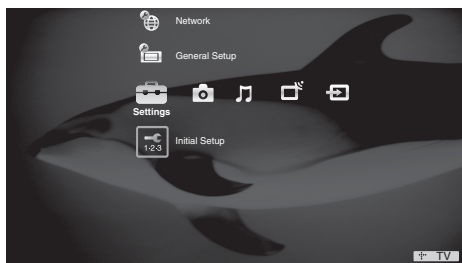 Network
General Setup
Settings
1-2-3
Initial Setup
TV